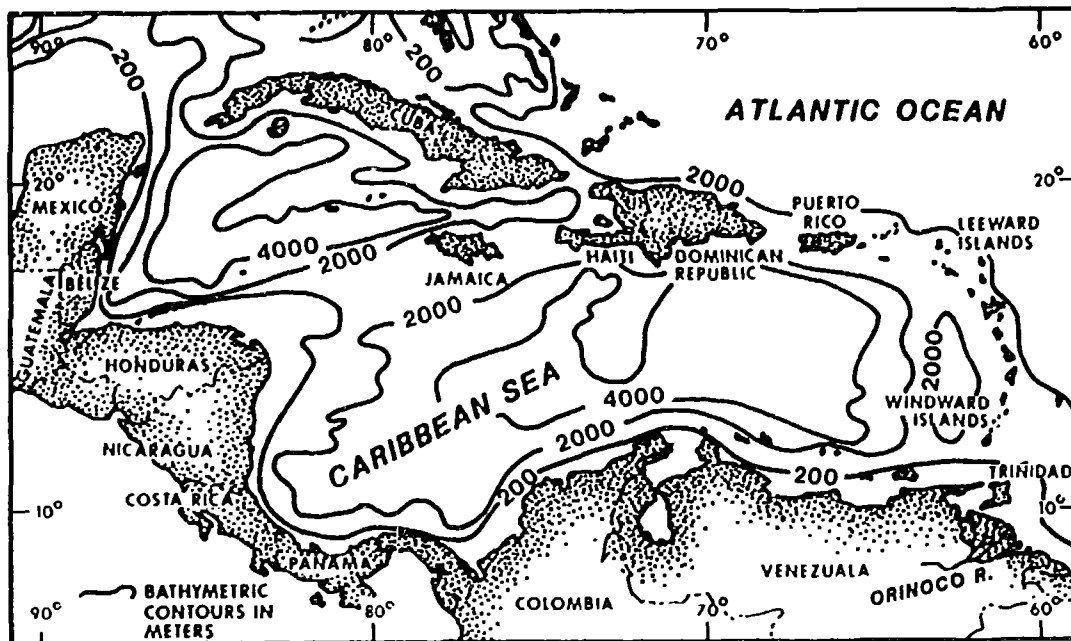 90°
80°
70°
60°
200
200
ATLANTIC OCEAN
CUBA
20°
MEXICO
2000
20°
PUERTO
RICO
LEEWARD
ISLANDS
4000
2000
JAMAICA
HAITI
DOMINICAN
REPUBLIC
BELIZE
GUATEMALA
2000
HONDURAS
2000
CARIBBEAN SEA
4000
WINDWARD
ISLANDS
NICARAGUA
2000
200
200
TRINIDAD
COSTA RICA
10°
10°
PANAMA
VENEZUALA
ORINOCO R.
BATHYMETRIC
CONTOURS IN
METERS
COLOMBIA
90°
80°
70°
60°